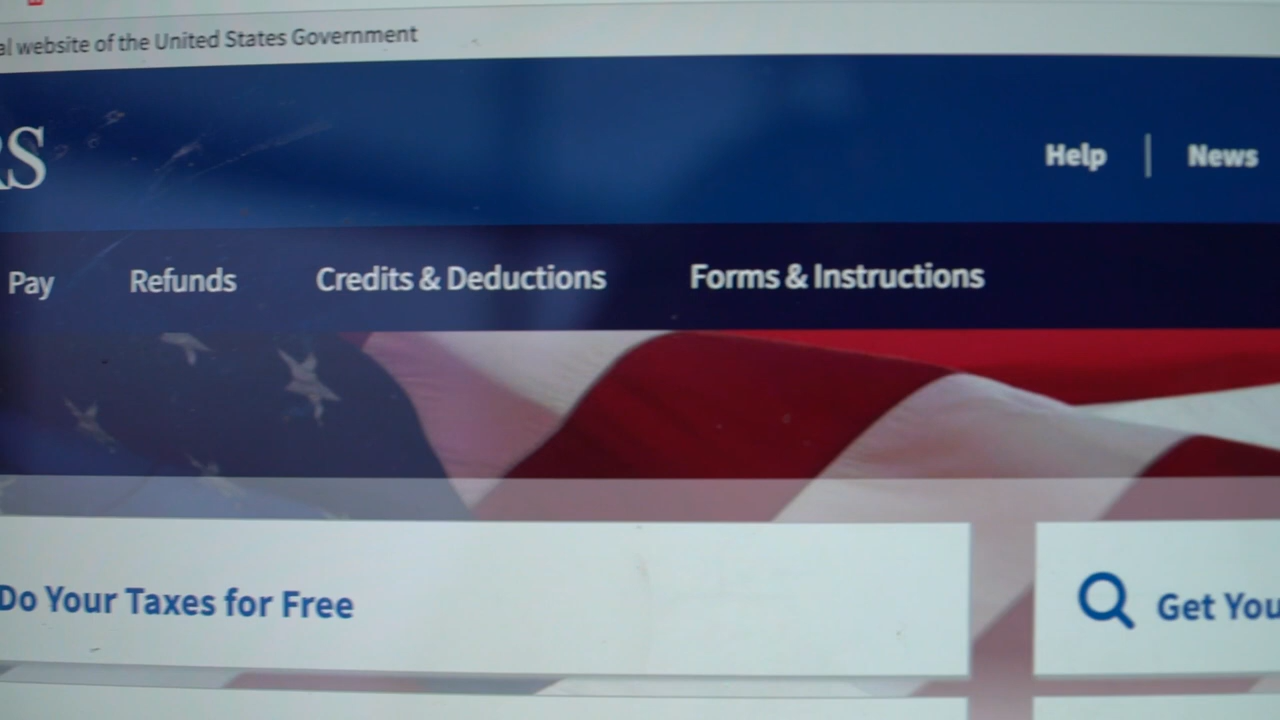 al website of the United States Government
RS
Help | News
Pay Refunds Credits & Deductions Forms & Instructions
Do Your Taxes for Free
Get You